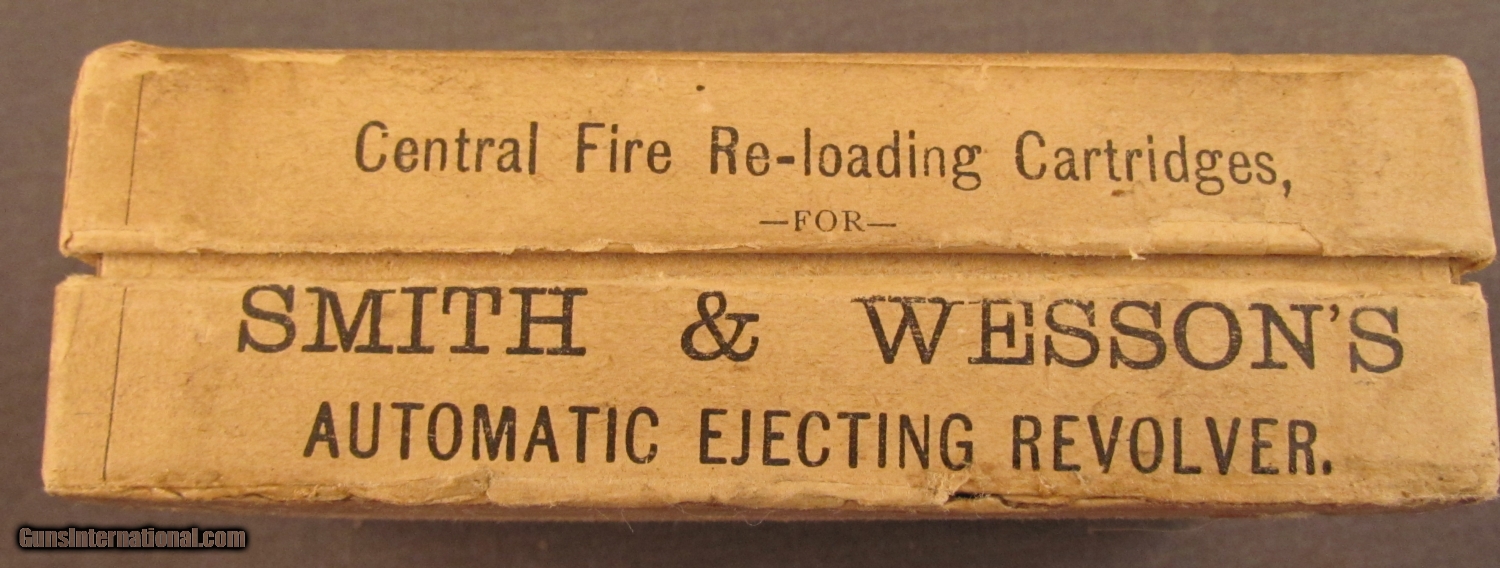 Central Fire Re-loading Cartridges,
—FOR—
SMITH & WESSON'S
AUTOMATIC EJECTING REVOLVER.
GunsInternational.com